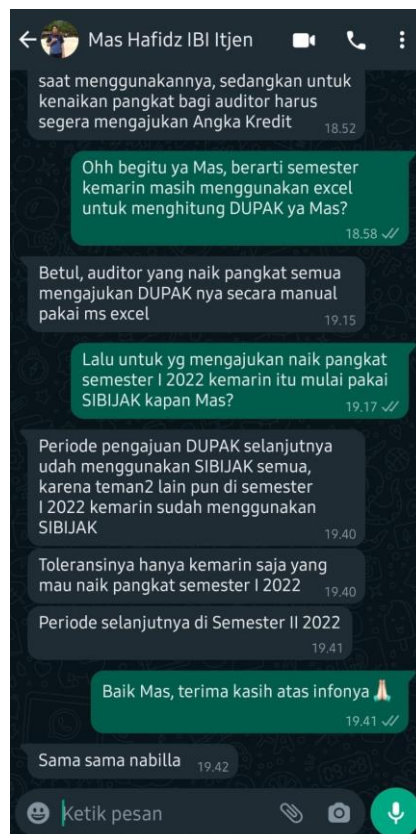 Mas Hafidz IBI Itjen
saat menggunakannya, sedangkan untuk
kenaikan pangkat bagi auditor harus
segera mengajukan Angka Kredit 18.52
Ohh begitu ya Mas, berarti semester
kemarin masih menggunakan excel
untuk menghitung DUPAK ya Mas?
18.58
Betul, auditor yang naik pangkat semua
mengajukan DUPAK nya secara manual
pakai ms excel 19.15
Lalu untuk yg mengajukan naik pangkat
semester I 2022 kemarin itu mulai pakai
SIBIJAK kapan Mas? 19.17
Periode pengajuan DUPAK selanjutnya
udah menggunakan SIBIJAK semua,
karena teman2 lain pun di semester
I 2022 kemarin sudah menggunakan
SIBIJAK 19.40
Toleransinya hanya kemarin saja yang
mau naik pangkat semester I 2022 19.40
Periode selanjutnya di Semester II 2022
19.41
Baik Mas, terima kasih atas infonya 🙏🏻
19.41
Sama sama nabilla 19.42
Ketik pesan